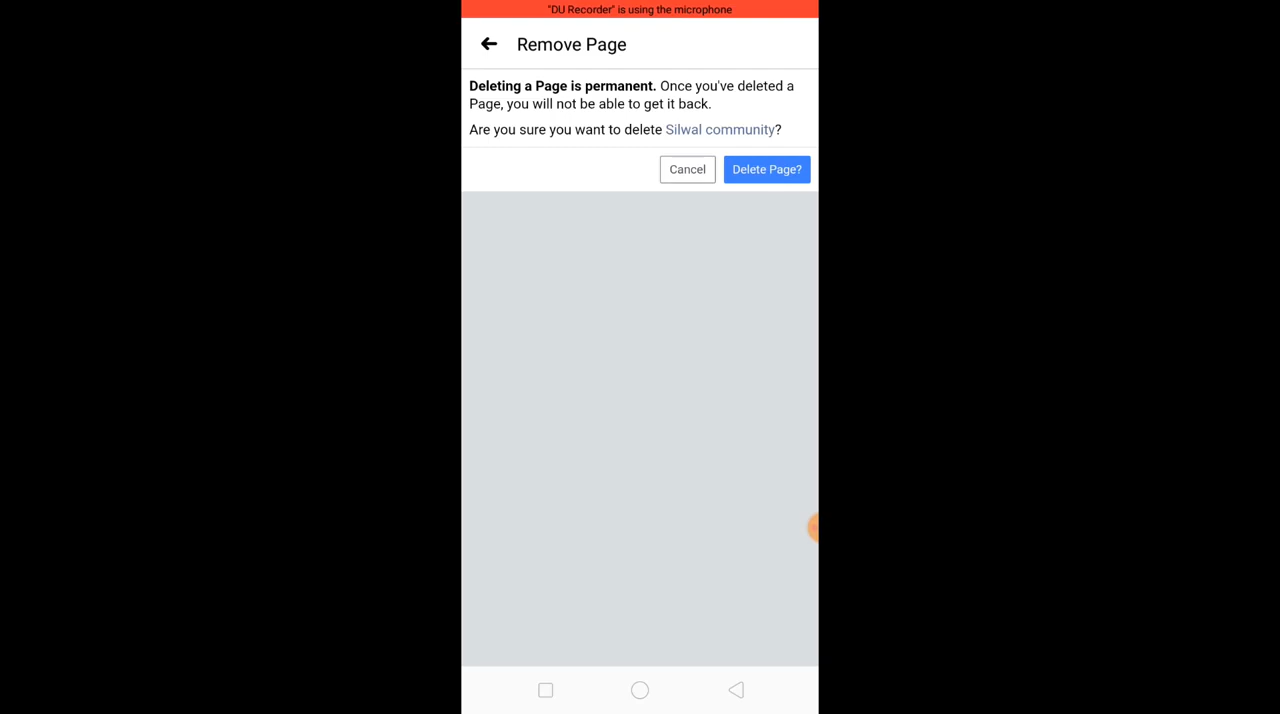 "DU Recorder" is using the microphone
Remove Page
Deleting a Page is permanent. Once you've deleted a
Page, you will not be able to get it back.
Are you sure you want to delete Silwal community?
Cancel
Delete Page?